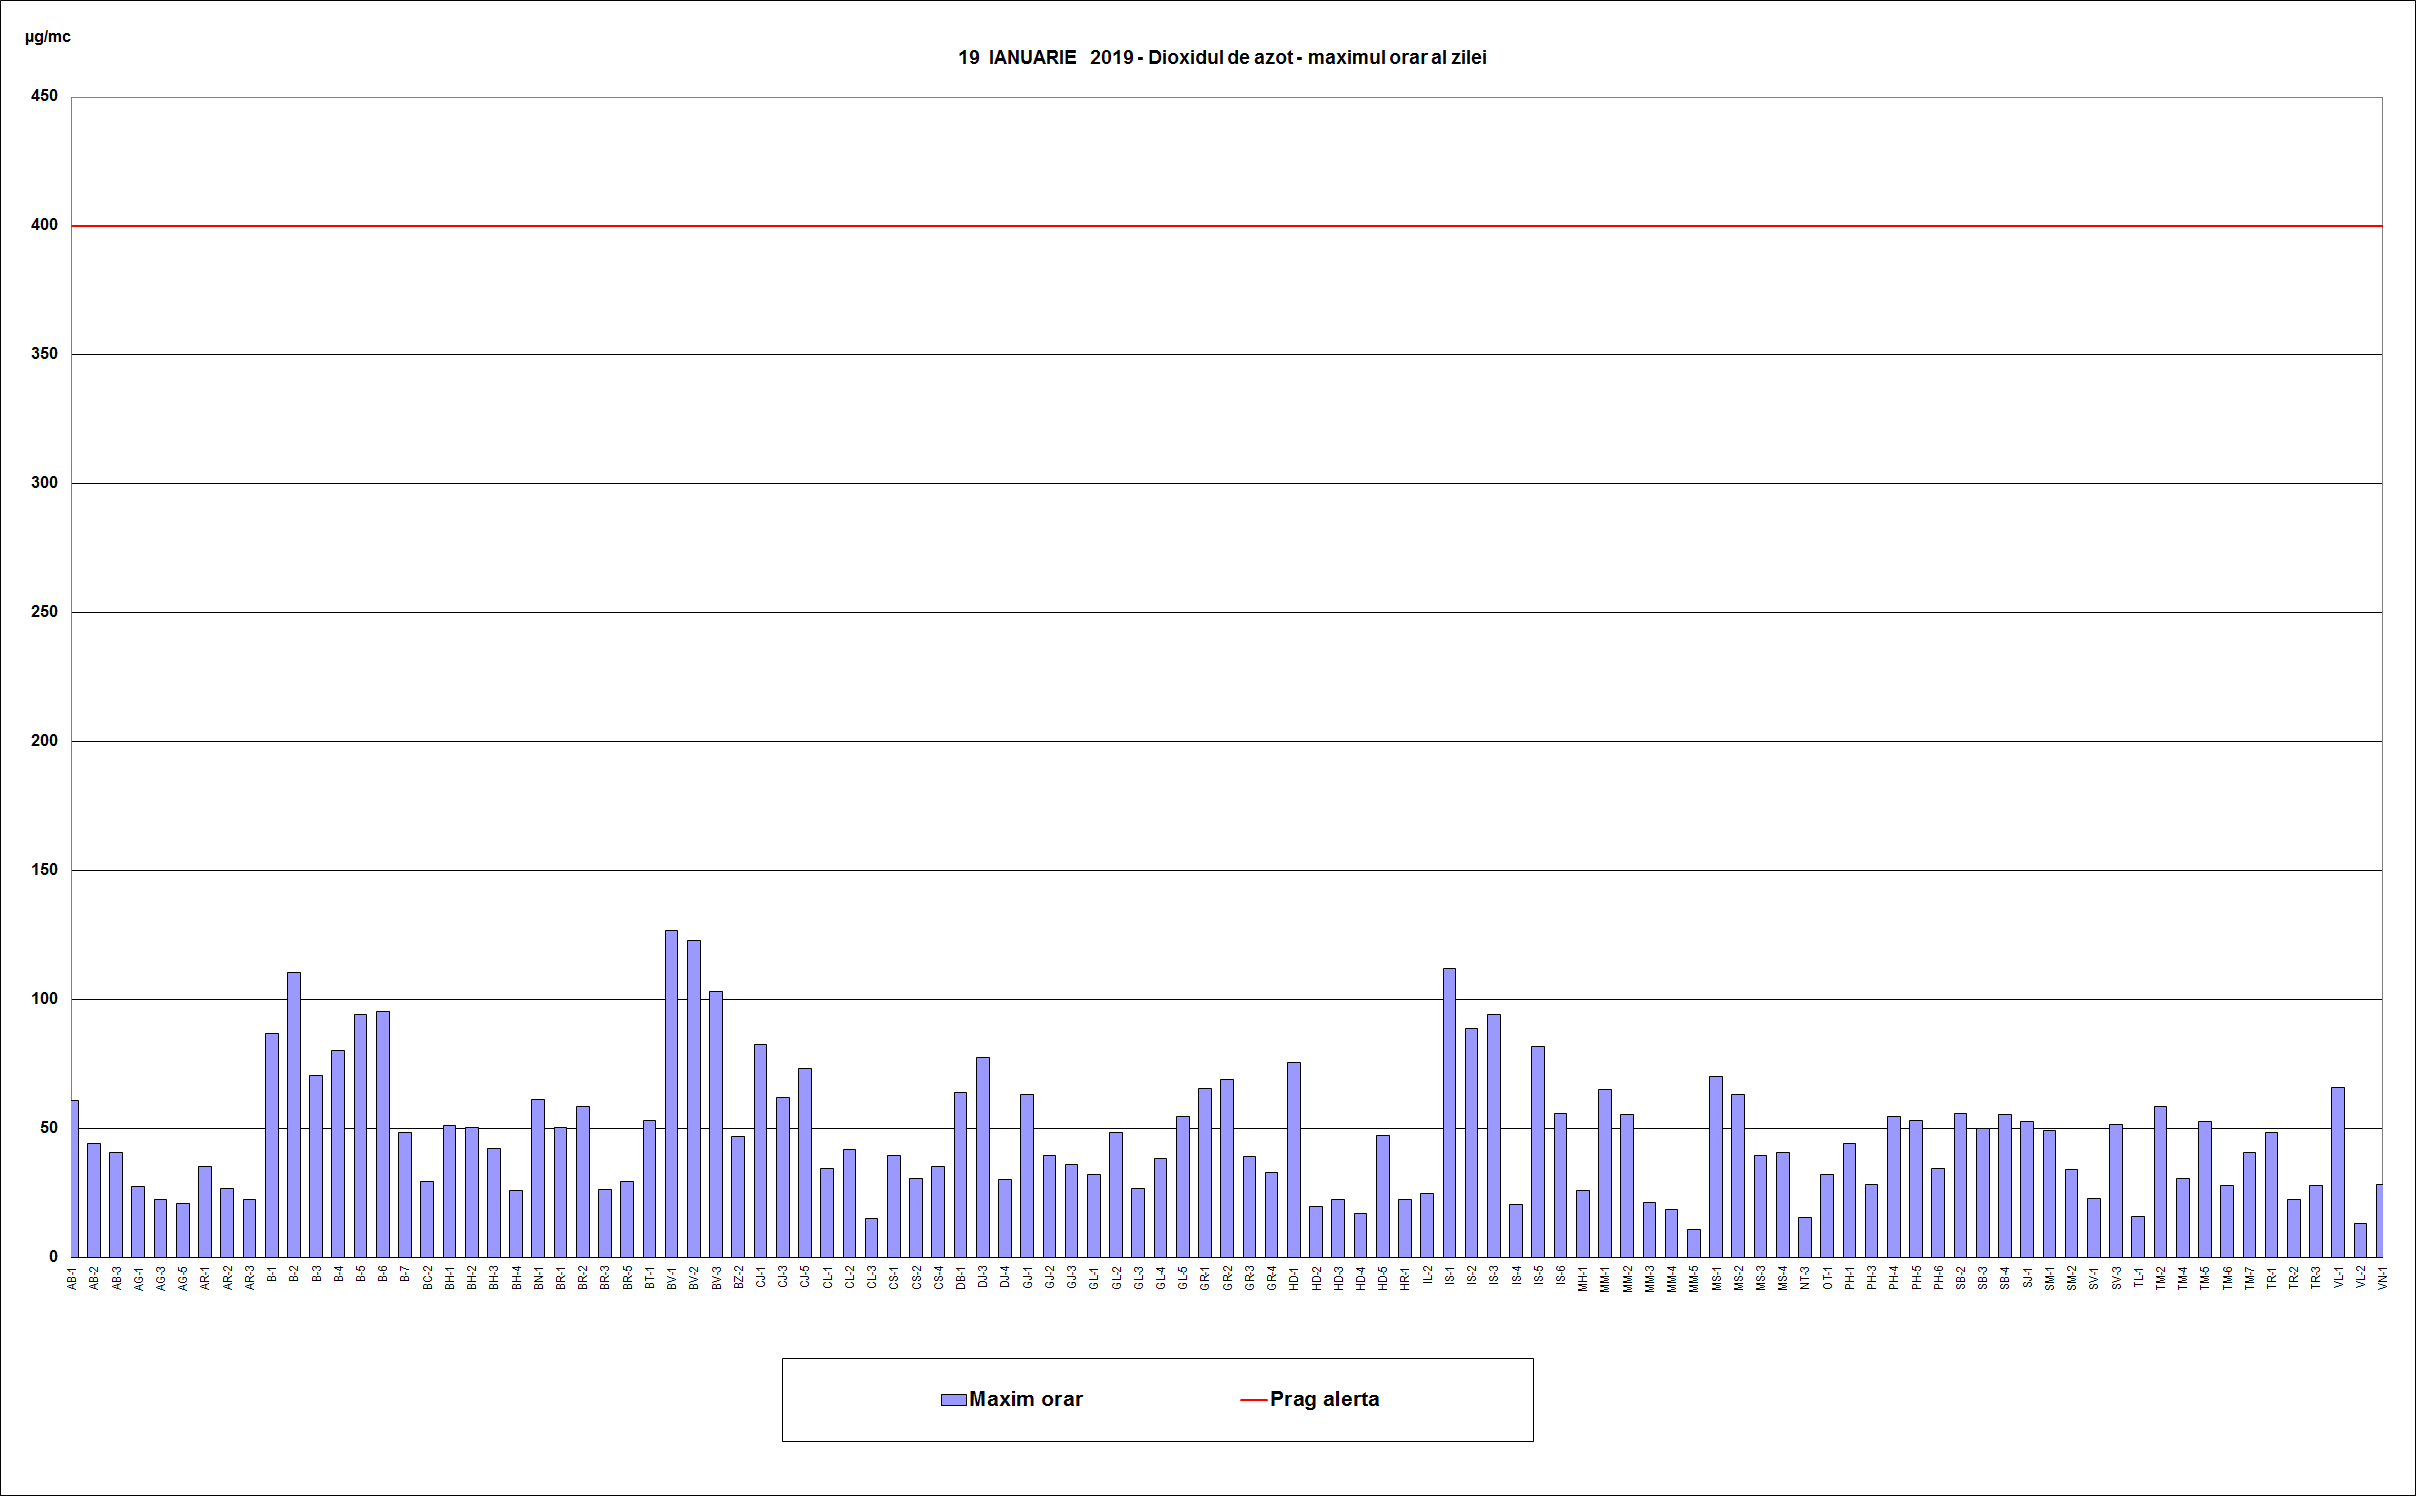 µg/mc
19 IANUARIE 2019 - Dioxidul de azot - maximul orar al zilei
450
400
350
300
250
200
150
100
50
0
AB-1 AB-2 AB-3 AG-1 AG-3 AG-5 AR-1 AR-2 AR-3 B-1 B-2 B-3 B-4 B-5 B-6 B-7 BC-2 BH-1 BH-2 BH-3 BH-4 BN-1 BR-1 BR-2 BR-3 BR-5 BT-1 BV-1 BV-2 BV-3 BZ-2 CJ-1 CJ-3 CJ-5 CL-1 CL-2 CL-3 CS-1 CS-2 CS-4 DB-1 DJ-3 DJ-4 GJ-1 GJ-2 GJ-3 GL-1 GL-2 GL-3 GL-4 GL-5 GR-1 GR-2 GR-3 GR-4 HD-1 HD-2 HD-3 HD-4 HD-5 HR-1 IL-2 IS-1 IS-2 IS-3 IS-4 IS-5 IS-6 MH-1 MM-1 MM-2 MM-3 MM-4 MM-5 MS-1 MS-2 MS-3 MS-4 NT-3 OT-1 PH-1 PH-3 PH-4 PH-5 PH-6 SB-2 SB-3 SB-4 SJ-1 SM-1 SM-2 SV-1 SV-3 TL-1 TM-2 TM-4 TM-5 TM-6 TM-7 TR-1 TR-2 TR-3 VL-1 VL-2 VN-1
Maxim orar Prag alerta